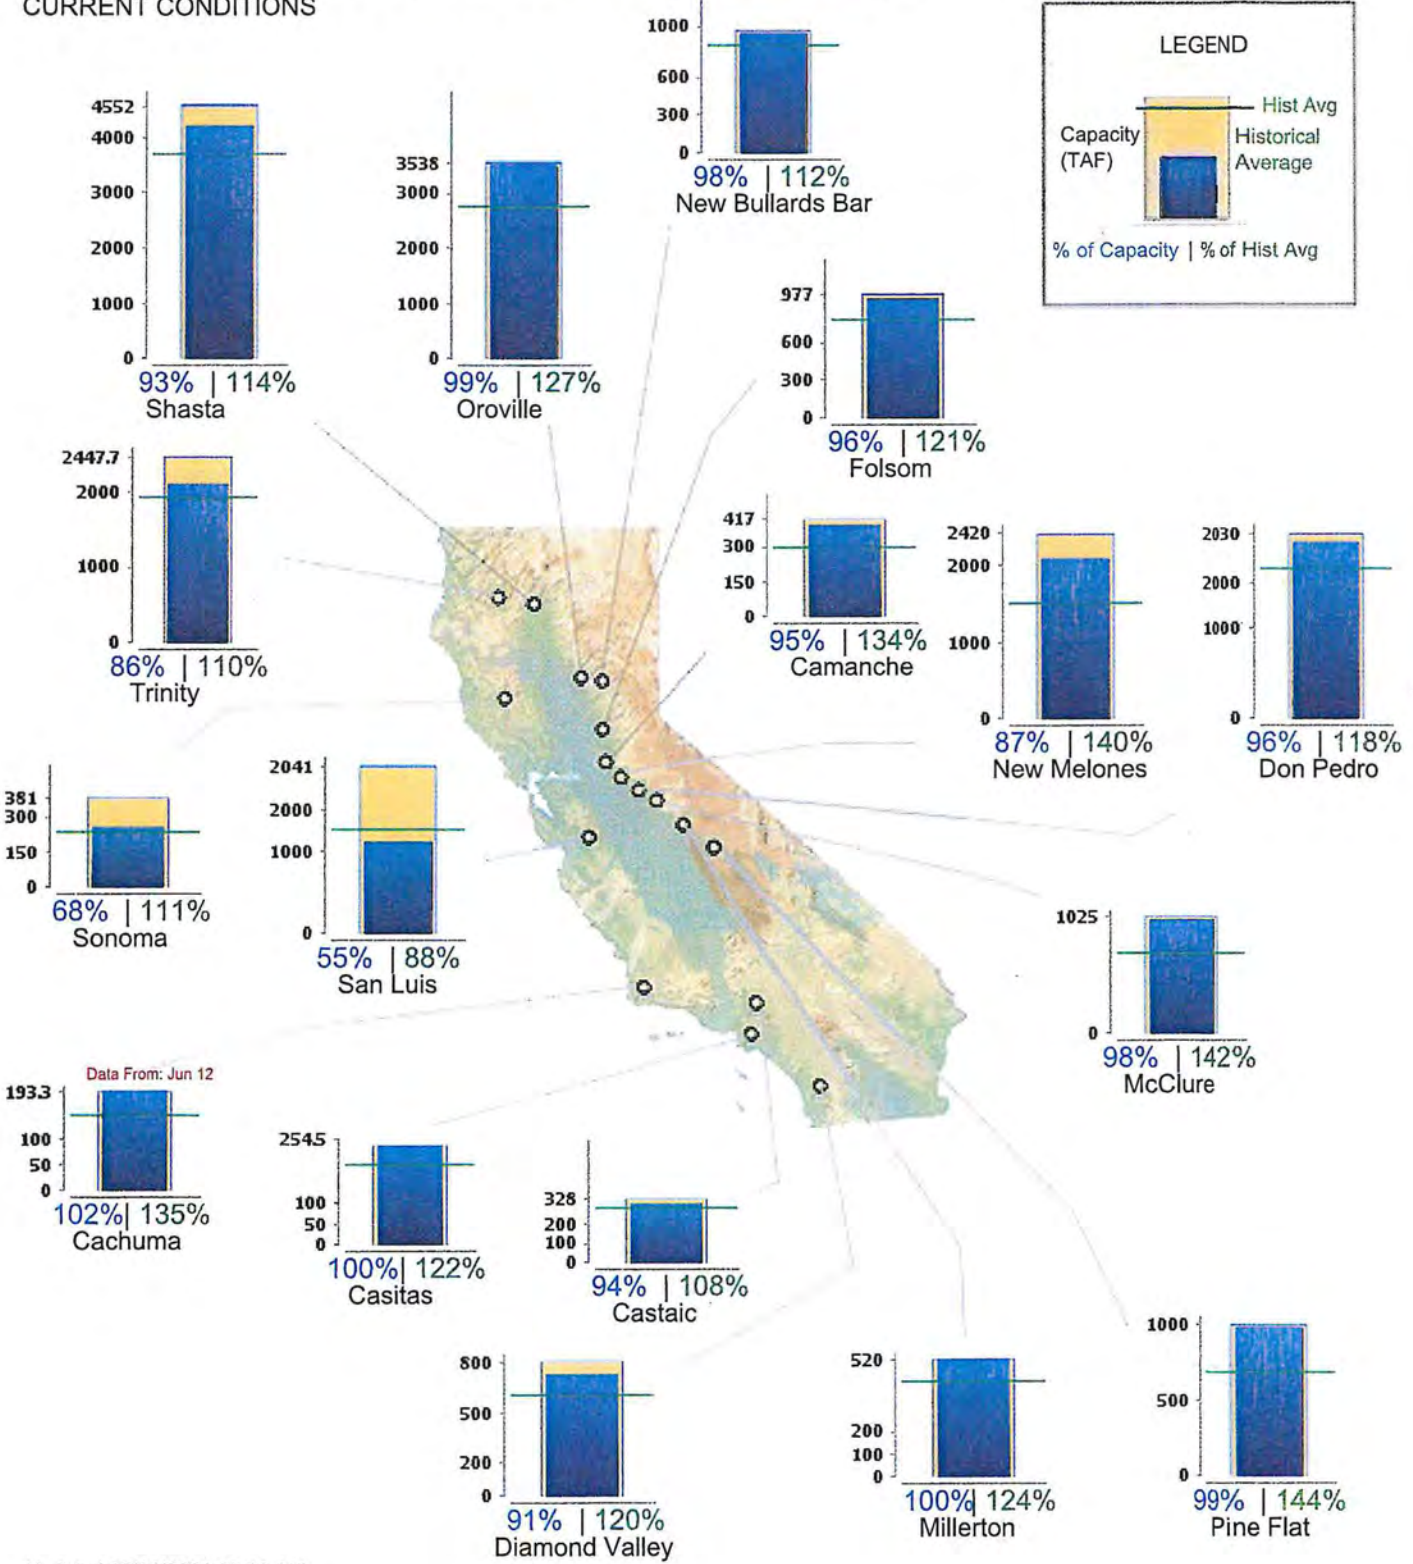 CURRENT CONDITIONS
1000
600
300
0
98% | 112%
New Bullards Bar
LEGEND
Hist Avg
Capacity
(TAF)
Historical
Average
% of Capacity | % of Hist Avg
4552
4000
3000
2000
1000
0
93% | 114%
Shasta
3538
3000
2000
1000
0
99% | 127%
Oroville
977
600
300
0
96% | 121%
Folsom
2447.7
2000
1000
0
86% | 110%
Trinity
417
300
150
0
95% | 134%
Camanche
2420
2000
1000
0
87% | 140%
New Melones
2030
2000
1000
0
96% | 118%
Don Pedro
381
300
150
0
68% | 111%
Sonoma
2041
2000
1000
0
55% | 88%
San Luis
1025
0
98% | 142%
McClure
Data From: Jun 12
193.3
100
50
0
102% | 135%
Cachuma
254.5
100
50
0
100% | 122%
Casitas
328
200
100
0
94% | 108%
Castaic
800
500
200
0
91% | 120%
Diamond Valley
520
200
100
0
100% | 124%
Millerton
1000
500
0
99% | 144%
Pine Flat